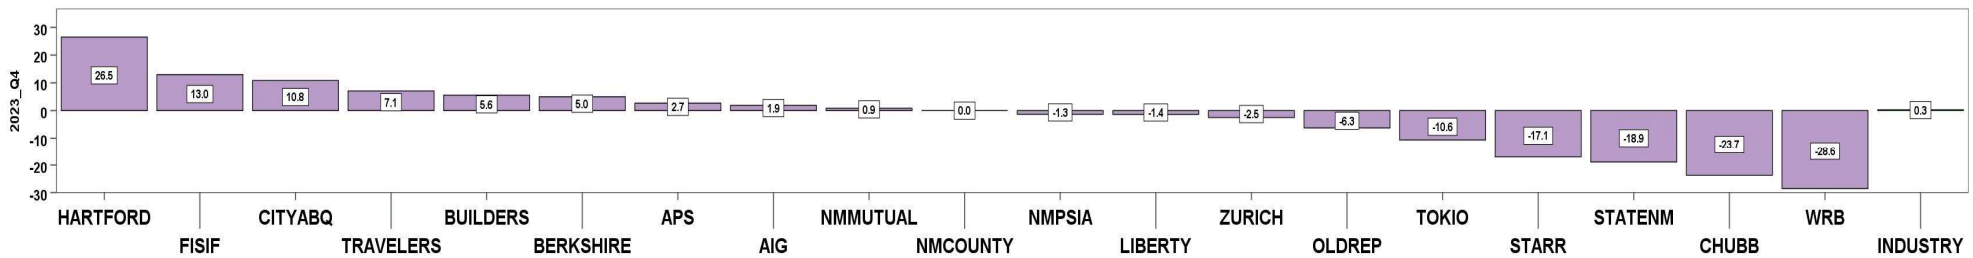 2023_Q4
30
20
10
0
-10
-20
-30
26.5
13.0
10.8
7.1
5.6
5.0
2.7
1.9
0.9
0.0
-1.3
-1.4
-2.5
-6.3
-10.6
-17.1
-18.9
-23.7
-28.6
0.3
HARTFORD
FISIF
CITYABQ
TRAVELERS
BUILDERS
BERKSHIRE
APS
AIG
NMMUTUAL
NMCOUNTY
NMPSIA
LIBERTY
ZURICH
OLDREP
TOKIO
STARR
STATENM
CHUBB
WRB
INDUSTRY